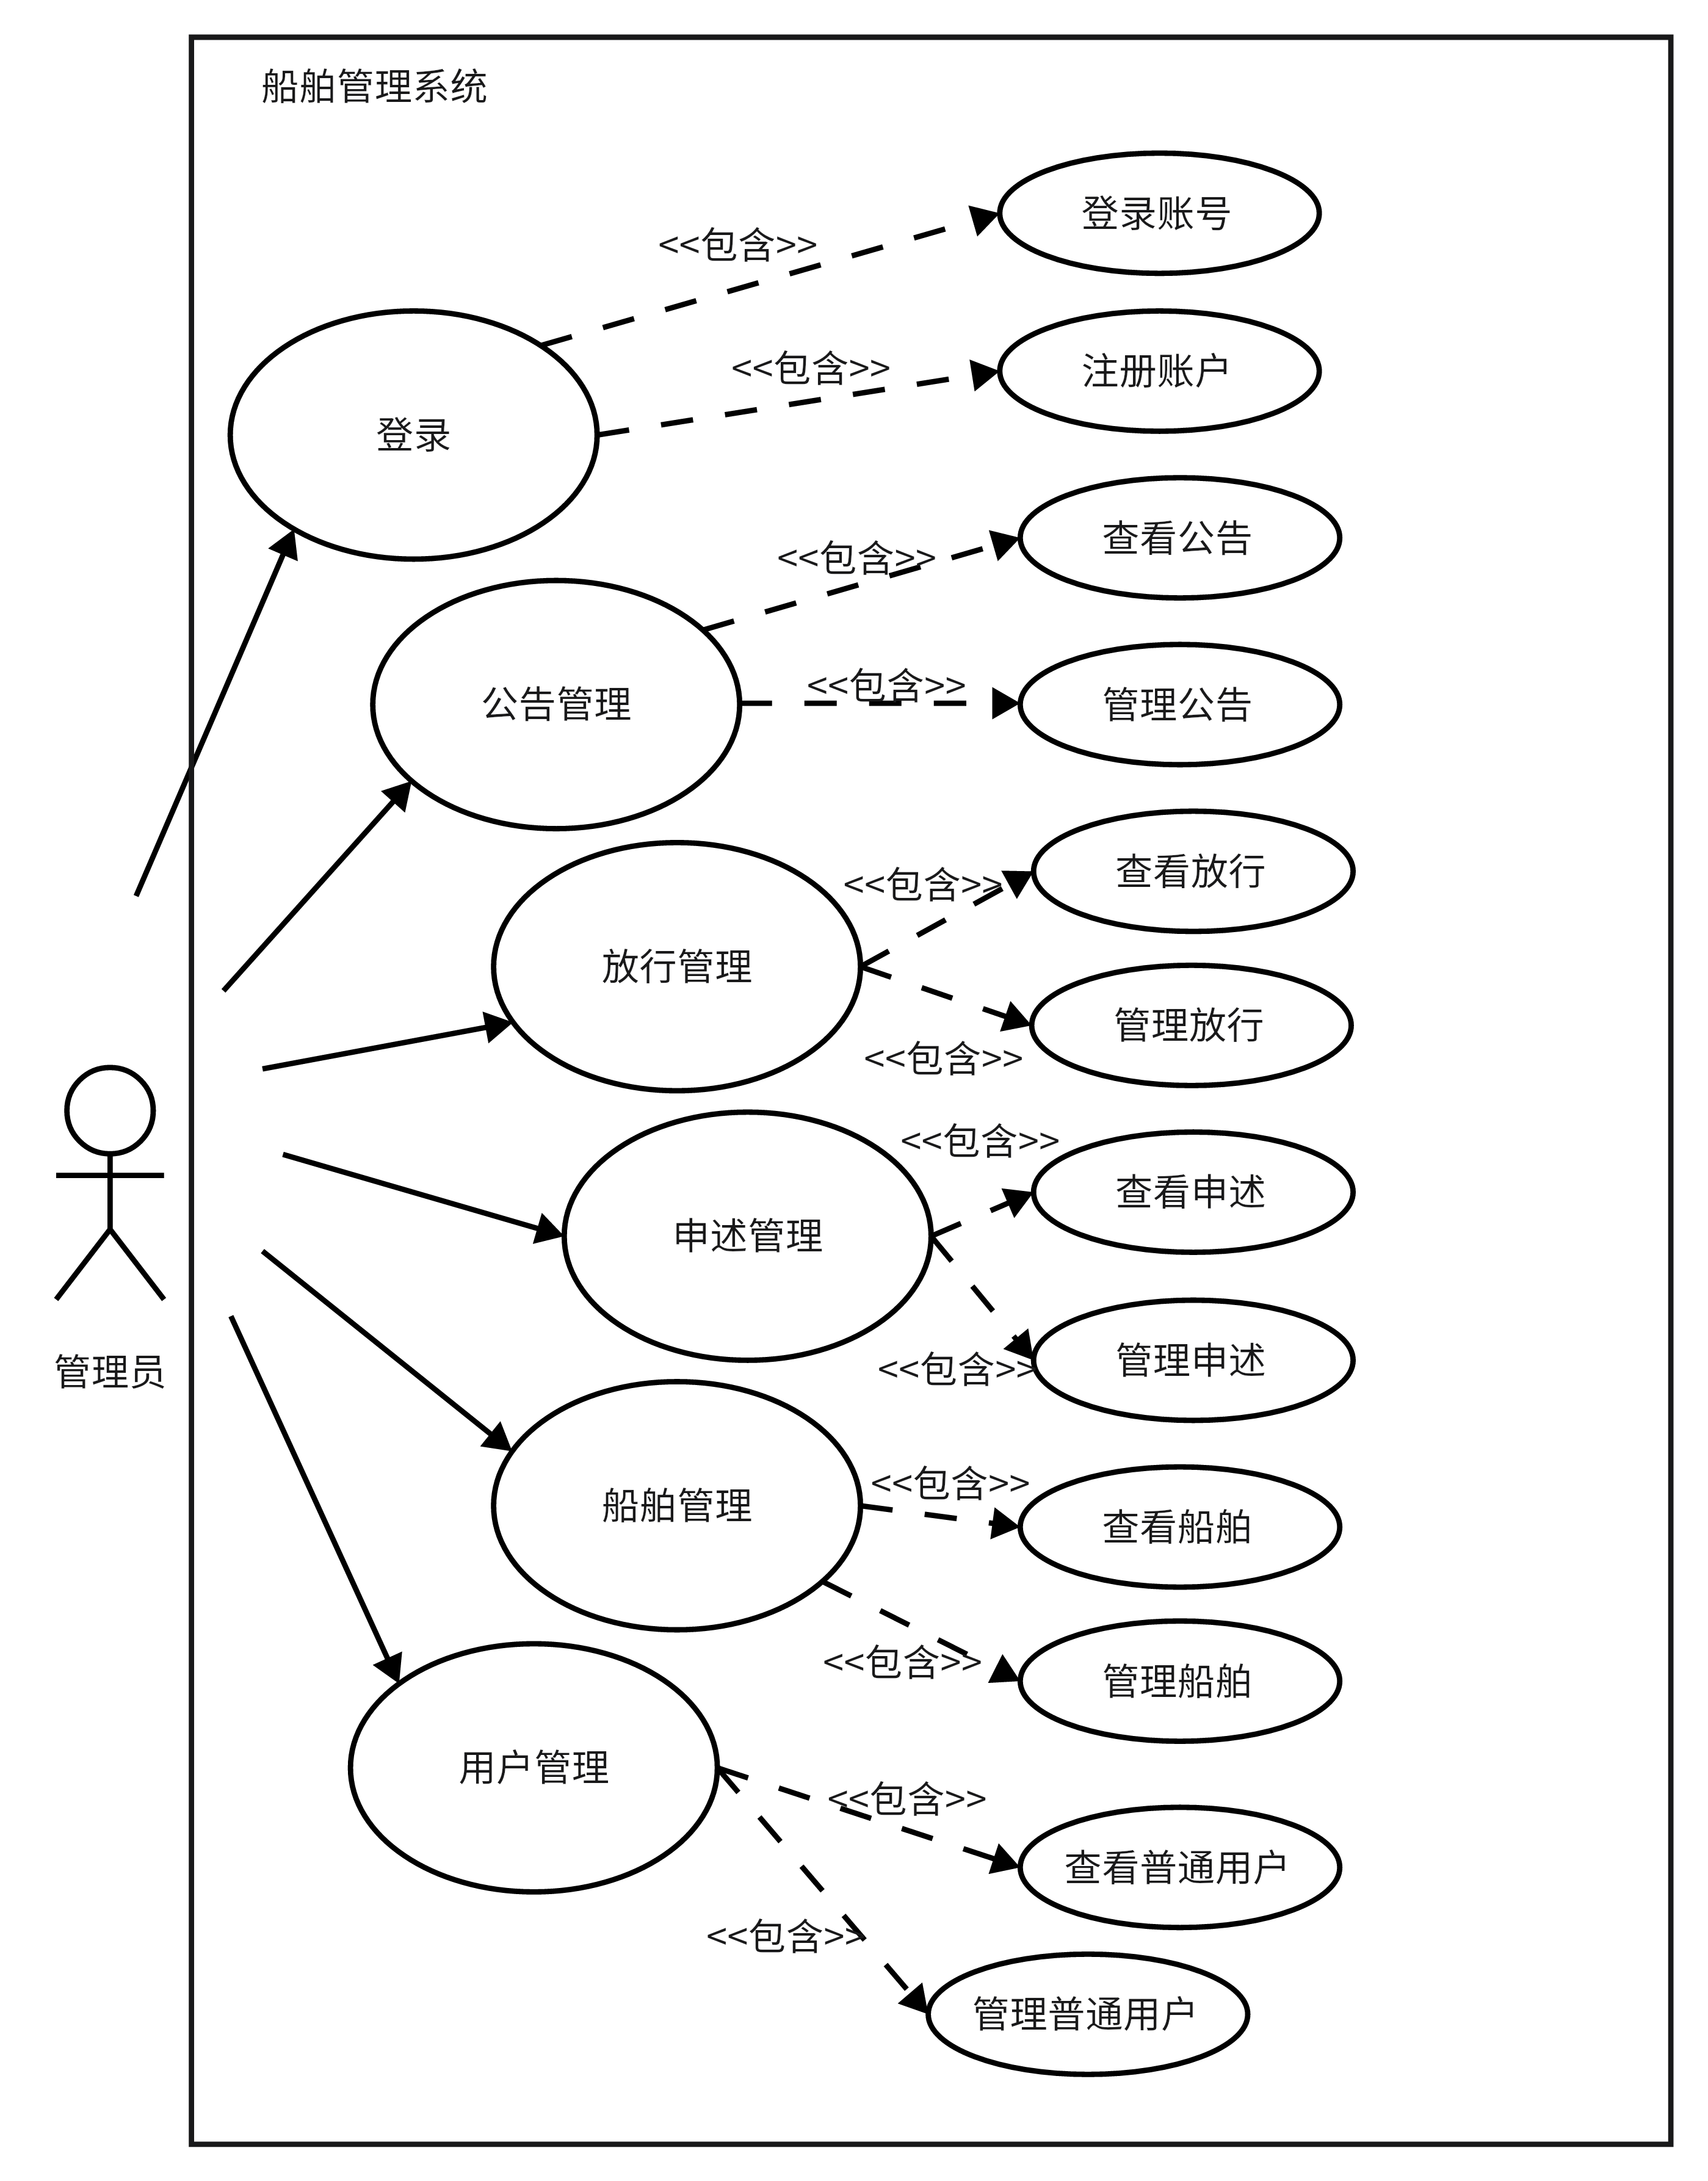 船舶管理系统
<<包含>>
登录账号
<<包含>>
注册账户
登录
<<包含>>
查看公告
<<包含>>
管理公告
公告管理
<<包含>>
查看放行
放行管理
管理放行
<<包含>>
<<包含>>
查看申述
申述管理
<<包含>>
管理申述
管理员
<<包含>>
查看船舶
船舶管理
<<包含>>
管理船舶
用户管理
<<包含>>
查看普通用户
<<包含>>
管理普通用户